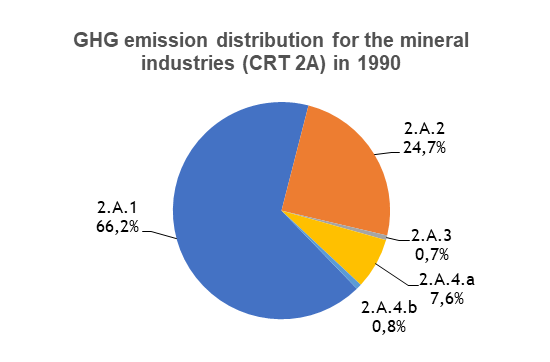 GHG emission distribution for the mineral
industries (CRT 2A) in 1990
2.A.2
24,7%
2.A.1
66,2%
2.A.3
0,7%
2.A.4.a
7,6%
2.A.4.b
0,8%